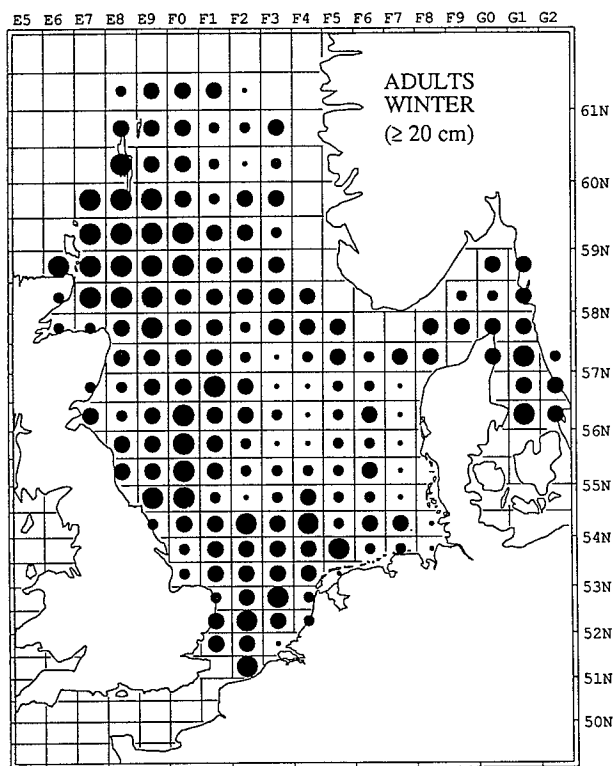 E5 E6 E7 E8 E9 F0 F1 F2 F3 F4 F5 F6 F7 F8 F9 G0 G1 G2
ADULTS
WINTER
(≥ 20 cm)
61N
60N
59N
58N
57N
56N
55N
54N
53N
52N
51N
50N